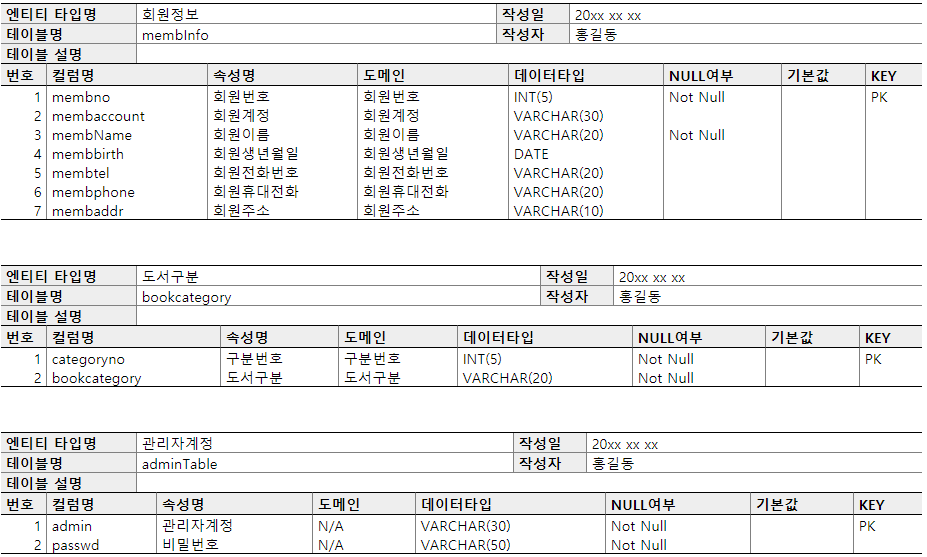 엔티티 타입명 회원정보 작성일 20xx xx xx
테이블명 membInfo 작성자 홍길동
테이블 설명
번호 컬럼명 속성명 도메인 데이터타입 NULL여부 기본값 KEY
1 membno 회원번호 회원번호 INT(5) Not Null PK
2 membaccount 회원계정 회원계정 VARCHAR(30)
3 membName 회원이름 회원이름 VARCHAR(20) Not Null
4 membbirth 회원생년월일 회원생년월일 DATE
5 membtel 회원전화번호 회원전화번호 VARCHAR(20)
6 membphone 회원휴대전화 회원휴대전화 VARCHAR(20)
7 membaddr 회원주소 회원주소 VARCHAR(10)
엔티티 타입명 도서구분 작성일 20xx xx xx
테이블명 bookcategory 작성자 홍길동
테이블 설명
번호 컬럼명 속성명 도메인 데이터타입 NULL여부 기본값 KEY
1 categoryno 구분번호 구분번호 INT(5) Not Null PK
2 bookcategory 도서구분 도서구분 VARCHAR(20) Not Null
엔티티 타입명 관리자계정 작성일 20xx xx xx
테이블명 adminTable 작성자 홍길동
테이블 설명
번호 컬럼명 속성명 도메인 데이터타입 NULL여부 기본값 KEY
1 admin 관리자계정 N/A VARCHAR(30) Not Null PK
2 passwd 비밀번호 N/A VARCHAR(50) Not Null